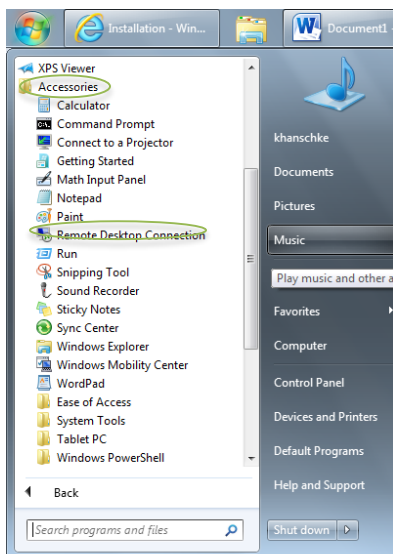 Installation - Win...
Document1
XPS Viewer
Accessories
Calculator
Command Prompt
Connect to a Projector
Getting Started
Math Input Panel
Notepad
Paint
Remote Desktop Connection
Run
Snipping Tool
Sound Recorder
Sticky Notes
Sync Center
Windows Explorer
Windows Mobility Center
WordPad
Ease of Access
System Tools
Tablet PC
Windows PowerShell
Back
Search programs and files
khanschke
Documents
Pictures
Music
Play music and other a
Favorites
Computer
Control Panel
Devices and Printers
Default Programs
Help and Support
Shut down